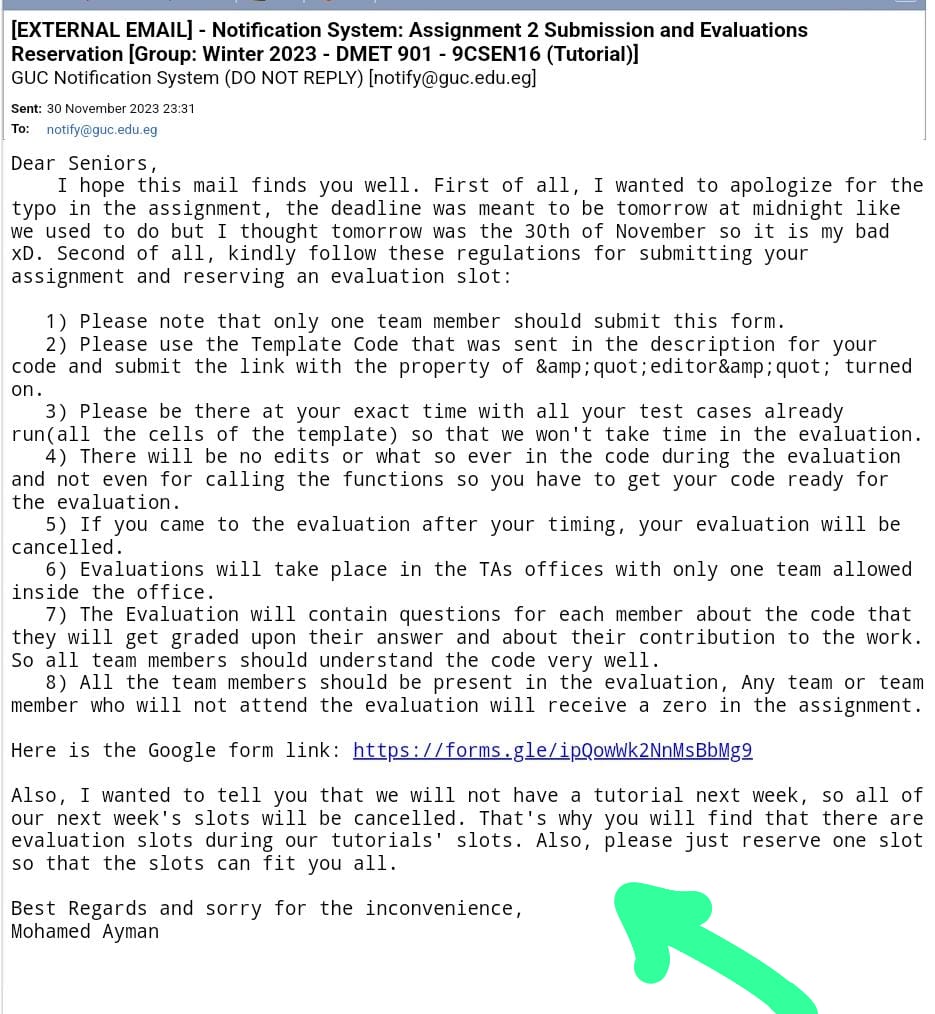 [EXTERNAL EMAIL] - Notification System: Assignment 2 Submission and Evaluations
Reservation [Group: Winter 2023 - DMET 901 - 9CSEN16 (Tutorial)]
GUC Notification System (DO NOT REPLY) [notify@guc.edu.eg]
Sent: 30 November 2023 23:31
To: notify@guc.edu.eg
Dear Seniors,
I hope this mail finds you well. First of all, I wanted to apologize for the
typo in the assignment, the deadline was meant to be tomorrow at midnight like
we used to do but I thought tomorrow was the 30th of November so it is my bad
xD. Second of all, kindly follow these regulations for submitting your
assignment and reserving an evaluation slot:
1) Please note that only one team member should submit this form.
2) Please use the Template Code that was sent in the description for your
code and submit the link with the property of &amp;quot;editor&amp;quot; turned
on.
3) Please be there at your exact time with all your test cases already
run(all the cells of the template) so that we won't take time in the evaluation.
4) There will be no edits or what so ever in the code during the evaluation
and not even for calling the functions so you have to get your code ready for
the evaluation.
5) If you came to the evaluation after your timing, your evaluation will be
cancelled.
6) Evaluations will take place in the TAs offices with only one team allowed
inside the office.
7) The Evaluation will contain questions for each member about the code that
they will get graded upon their answer and about their contribution to the work.
So all team members should understand the code very well.
8) All the team members should be present in the evaluation, Any team or team
member who will not attend the evaluation will receive a zero in the assignment.
Here is the Google form link: https://forms.gle/ipQowWk2NnMsBbMg9
Also, I wanted to tell you that we will not have a tutorial next week, so all of
our next week's slots will be cancelled. That's why you will find that there are
evaluation slots during our tutorials' slots. Also, please just reserve one slot
so that the slots can fit you all.
Best Regards and sorry for the inconvenience,
Mohamed Ayman